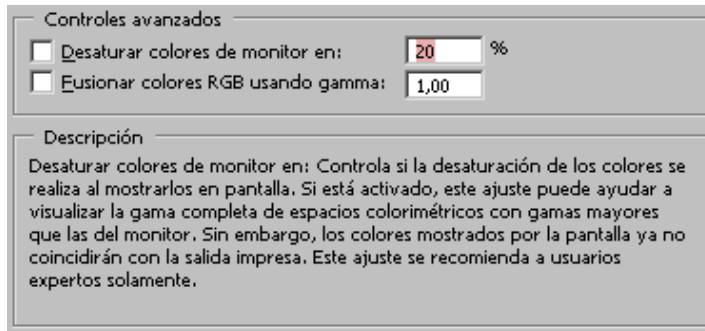 Controles avanzados
Desaturar colores de monitor en: 20 %
Fusionar colores RGB usando gamma: 1,00
Descripción
Desaturar colores de monitor en: Controla si la desaturación de los colores se
realiza al mostrarlos en pantalla. Si está activado, este ajuste puede ayudar a
visualizar la gama completa de espacios colorimétricos con gamas mayores
que las del monitor. Sin embargo, los colores mostrados por la pantalla ya no
coincidirán con la salida impresa. Este ajuste se recomienda a usuarios
expertos solamente.